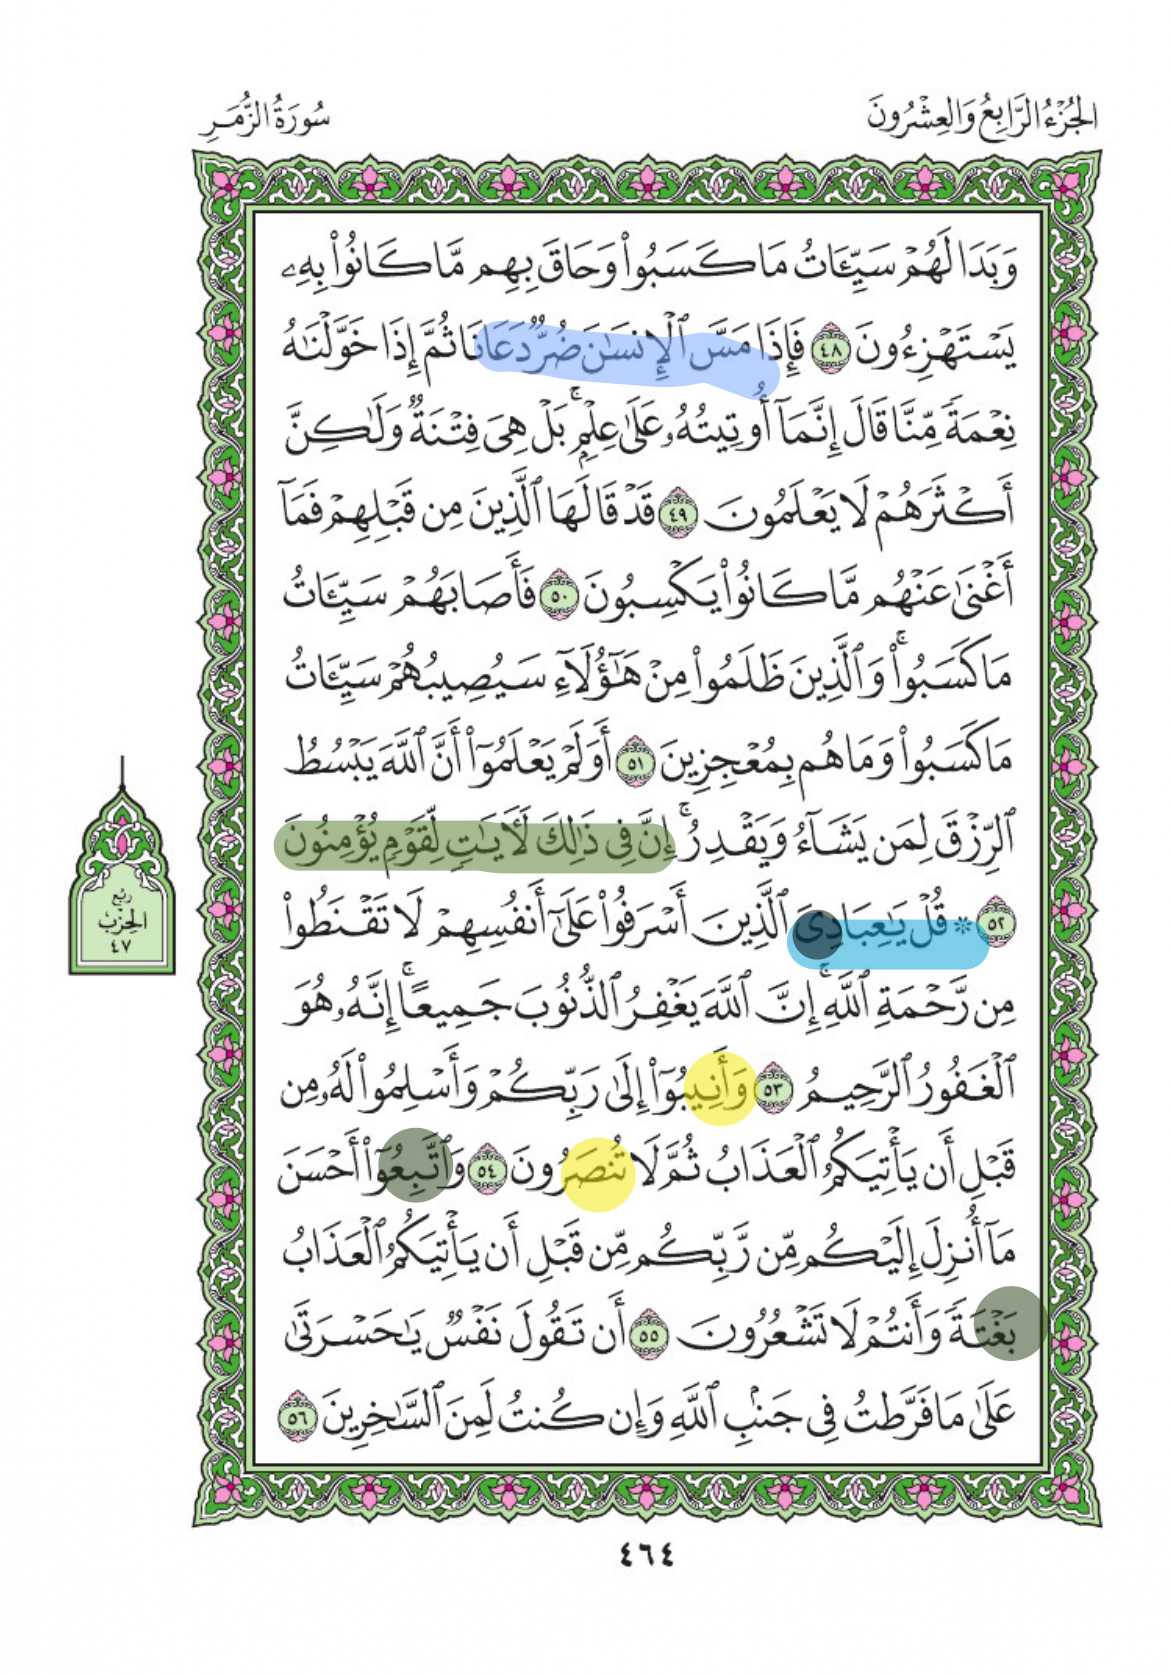 الجُزْءُ الرَّابِعُ وَالعِشْرُونَ
سُورَةُ الزُّمَرِ
وَبَدَا لَهُمْ سَيِّـَٔاتُ مَا كَسَبُوا۟ وَحَاقَ بِهِم مَّا كَانُوا۟ بِهِۦ
يَسْتَهْزِءُونَ ٤٨ فَإِذَا مَسَّ ٱلْإِنسَـٰنَ ضُرٌّ دَعَانَا ثُمَّ إِذَا خَوَّلْنَـٰهُ
نِعْمَةً مِّنَّا قَالَ إِنَّمَآ أُوتِيتُهُۥ عَلَىٰ عِلْمٍۭ ۚ بَلْ هِىَ فِتْنَةٌ وَلَـٰكِنَّ
أَكْثَرَهُمْ لَا يَعْلَمُونَ ٤٩ قَدْ قَالَهَا ٱلَّذِينَ مِن قَبْلِهِمْ فَمَآ
أَغْنَىٰ عَنْهُم مَّا كَانُوا۟ يَكْسِبُونَ ٥٠ فَأَصَابَهُمْ سَيِّـَٔاتُ
مَا كَسَبُوا۟ ۚ وَٱلَّذِينَ ظَلَمُوا۟ مِنْ هَـٰٓؤُلَآءِ سَيُصِيبُهُمْ سَيِّـَٔاتُ
مَا كَسَبُوا۟ وَمَا هُم بِمُعْجِزِينَ ٥١ أَوَلَمْ يَعْلَمُوٓا۟ أَنَّ ٱللَّهَ يَبْسُطُ
ٱلرِّزْقَ لِمَن يَشَآءُ وَيَقْدِرُ ۚ إِنَّ فِى ذَٰلِكَ لَـَٔايَـٰتٍ لِّقَوْمٍ يُؤْمِنُونَ
٥٢ * قُلْ يَـٰعِبَادِىَ ٱلَّذِينَ أَسْرَفُوا۟ عَلَىٰٓ أَنفُسِهِمْ لَا تَقْنَطُوا۟
مِن رَّحْمَةِ ٱللَّهِ ۚ إِنَّ ٱللَّهَ يَغْفِرُ ٱلذُّنُوبَ جَمِيعًا ۚ إِنَّهُۥ هُوَ
ٱلْغَفُورُ ٱلرَّحِيمُ ٥٣ وَأَنِيبُوٓا۟ إِلَىٰ رَبِّكُمْ وَأَسْلِمُوا۟ لَهُۥ مِن
قَبْلِ أَن يَأْتِيَكُمُ ٱلْعَذَابُ ثُمَّ لَا تُنصَرُونَ ٥٤ وَٱتَّبِعُوٓا۟ أَحْسَنَ
مَآ أُنزِلَ إِلَيْكُم مِّن رَّبِّكُم مِّن قَبْلِ أَن يَأْتِيَكُمُ ٱلْعَذَابُ
بَغْتَةً وَأَنتُمْ لَا تَشْعُرُونَ ٥٥ أَن تَقُولَ نَفْسٌ يَـٰحَسْرَتَىٰ
عَلَىٰ مَا فَرَّطتُ فِى جَنۢبِ ٱللَّهِ وَإِن كُنتُ لَمِنَ ٱلسَّـٰخِرِينَ ٥٦
رُبْعُ
الحِزْبِ
٤٧
٤٦٤